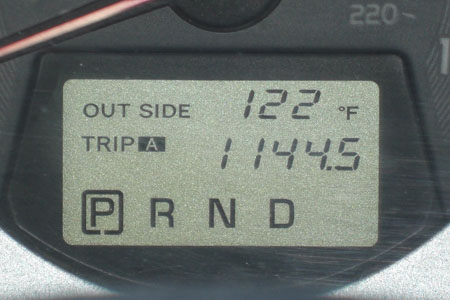 220
OUT SIDE 122 °F
TRIP A 1144.5
P R N D